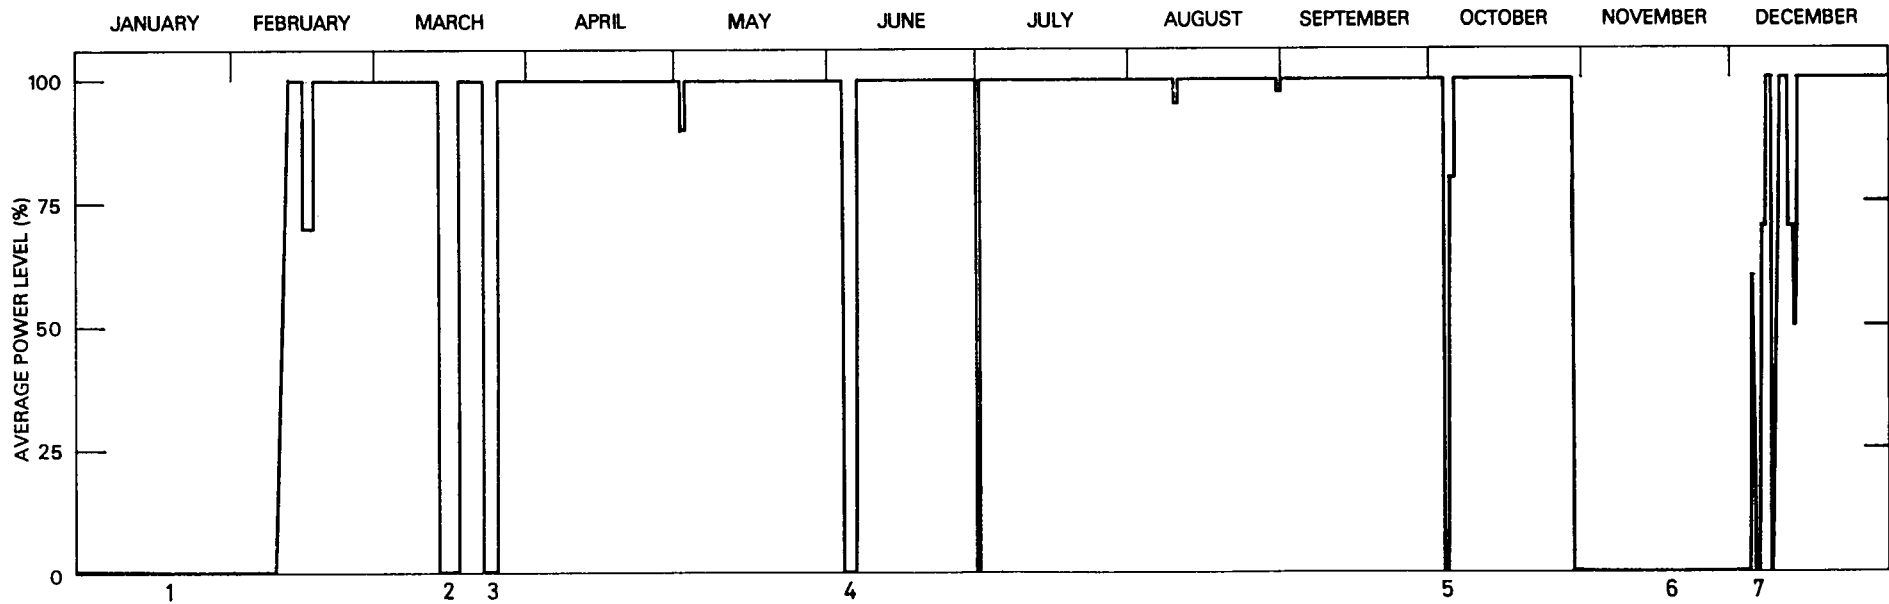 JANUARY FEBRUARY MARCH APRIL MAY JUNE JULY AUGUST SEPTEMBER OCTOBER NOVEMBER DECEMBER
AVERAGE POWER LEVEL (%)
100
75
50
25
0
1 2 3 4 5 6 7